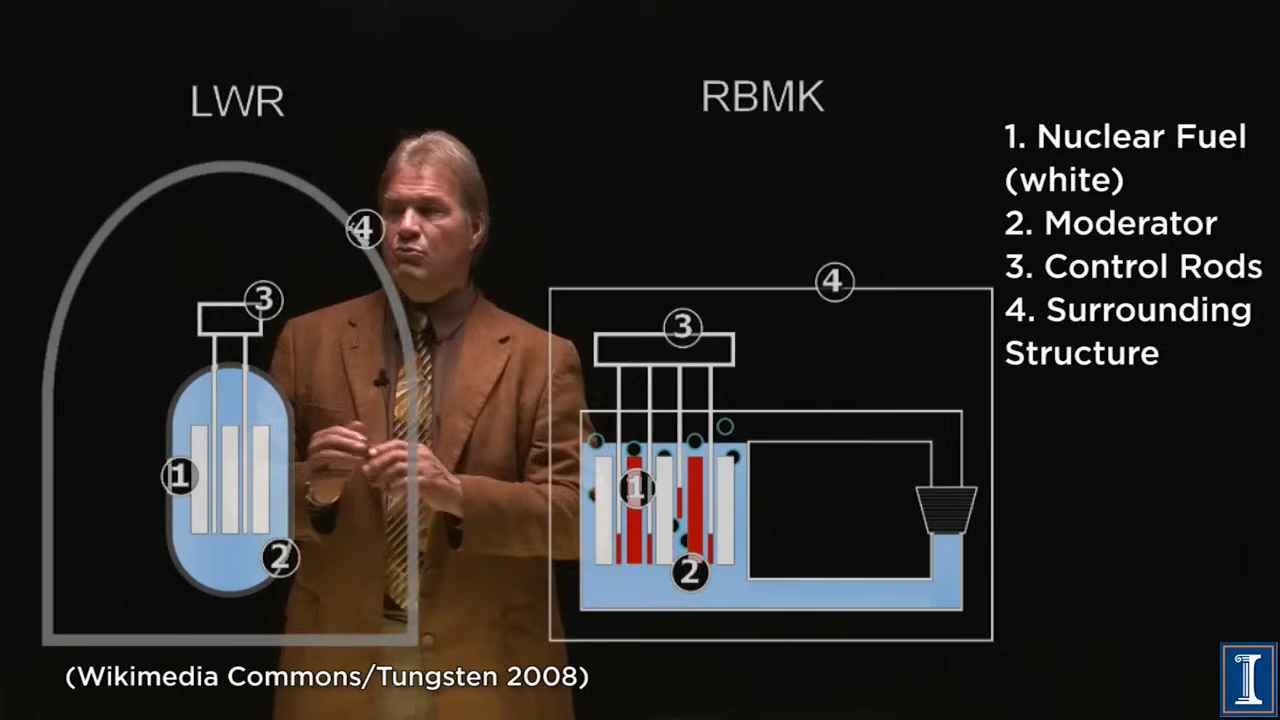 LWR
RBMK
1. Nuclear Fuel
(white)
2. Moderator
3. Control Rods
4. Surrounding
Structure
4
3
1
2
4
3
1
2
(Wikimedia Commons/Tungsten 2008)
I